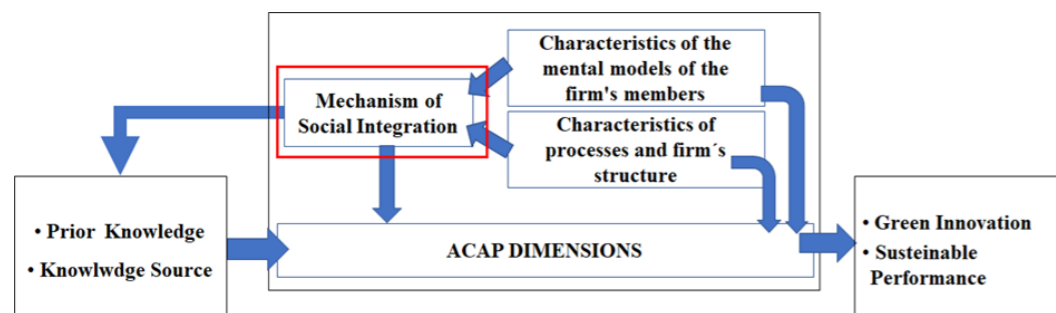 Characteristics of the
mental models of the
firm's members
Mechanism of
Social Integration
Characteristics of
processes and firm´s
structure
• Prior Knowledge
• Knowlwdge Source
ACAP DIMENSIONS
• Green Innovation
• Sustainable
Performance